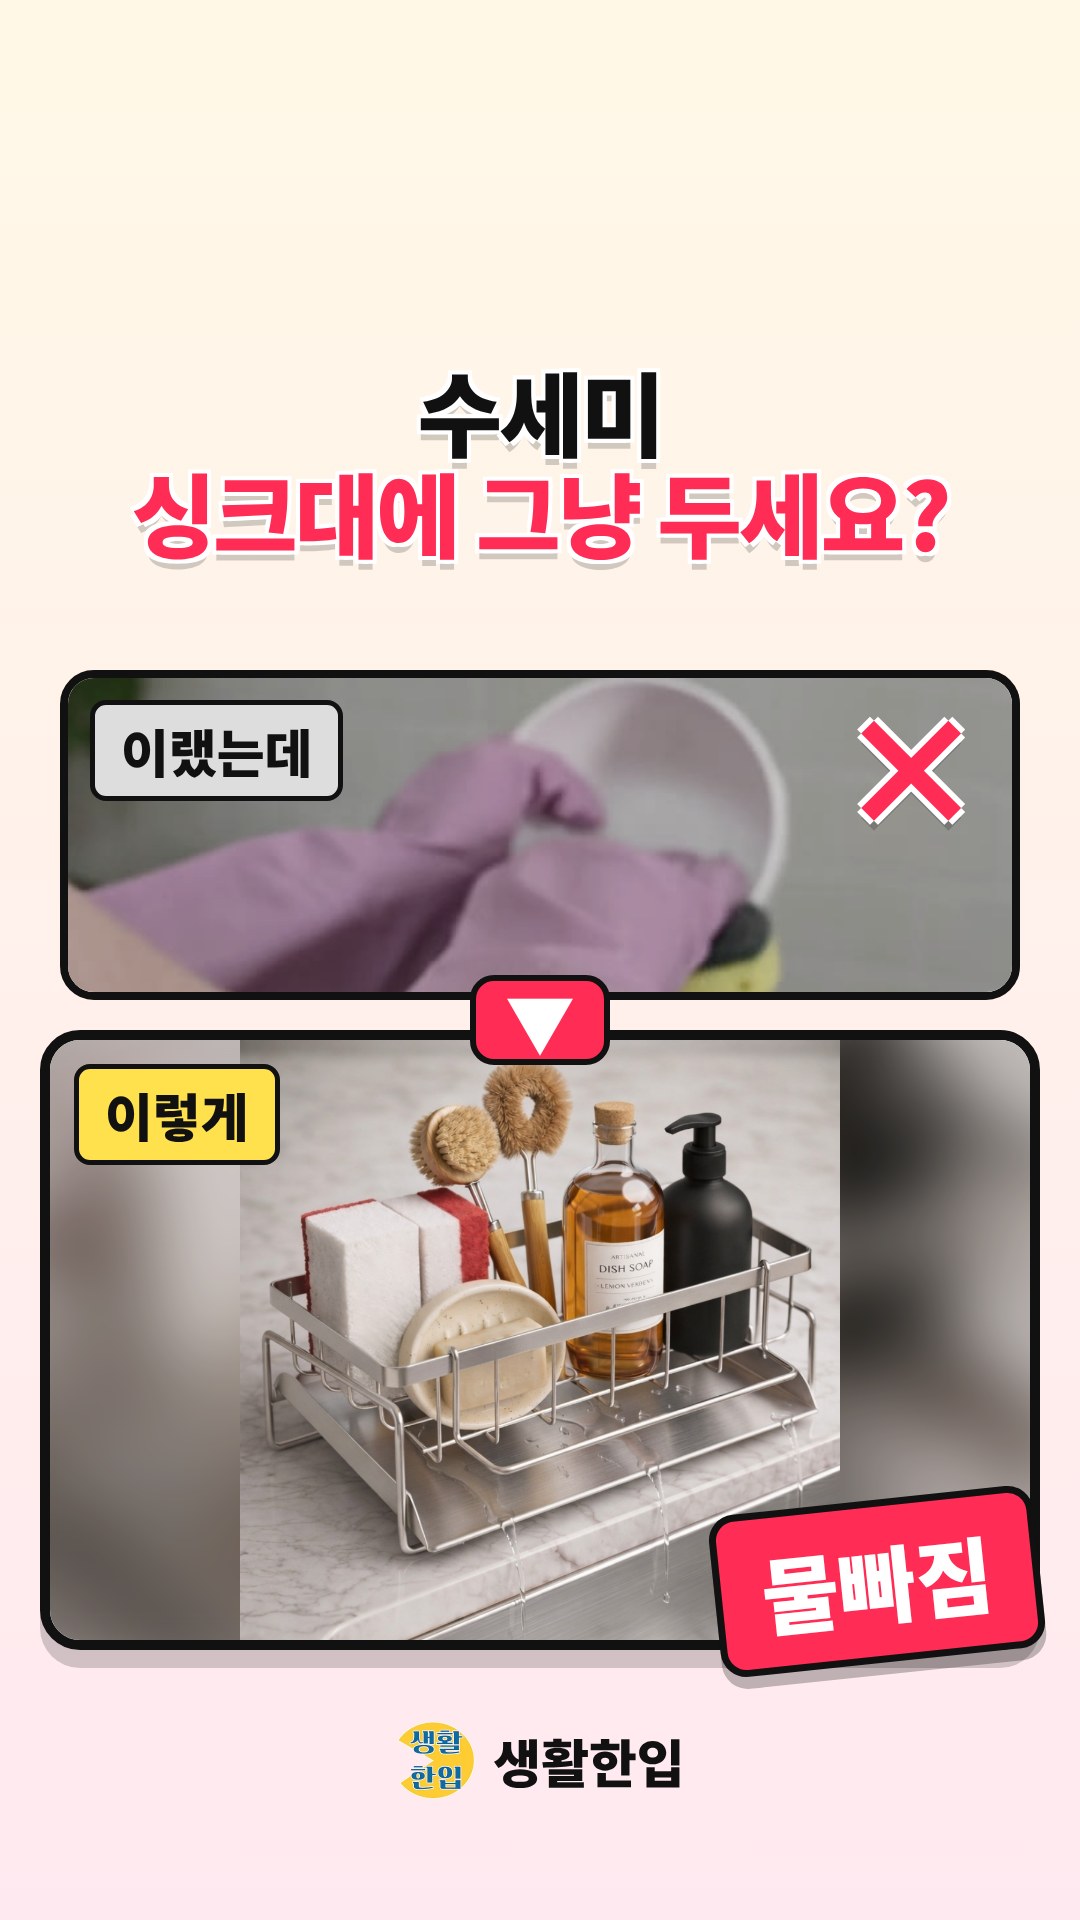 수세미
싱크대에 그냥 두세요?
이랬는데
이렇게
ARTISANAL
DISH SOAP
물빠짐
생활
한입
생활한입